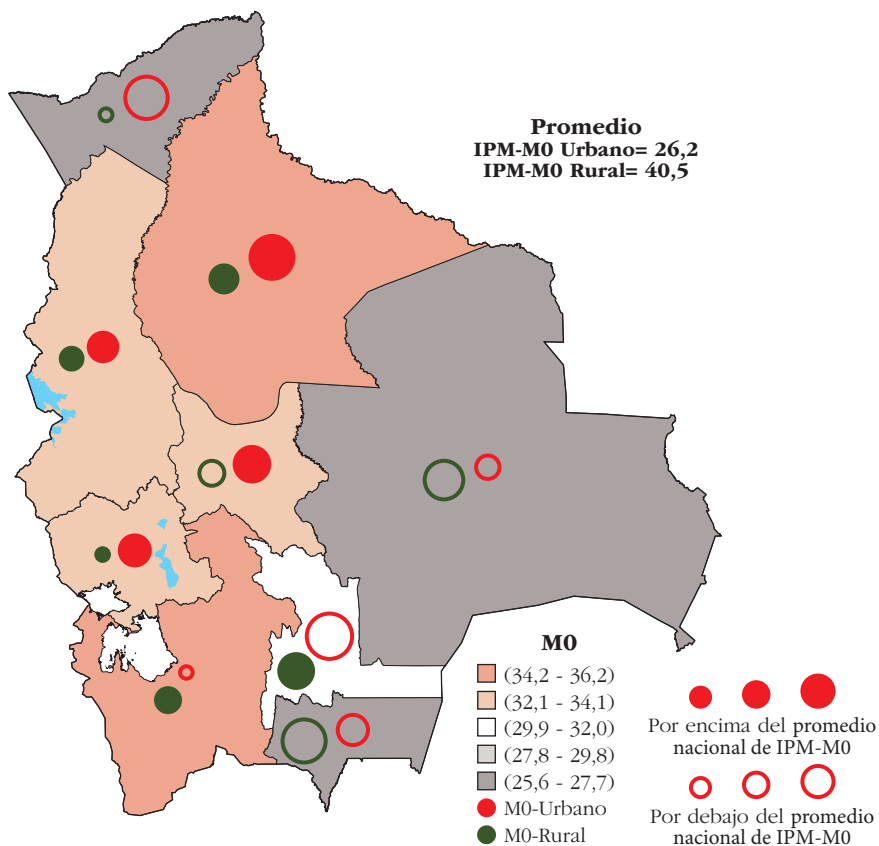 Promedio
IPM-M0 Urbano= 26,2
IPM-M0 Rural= 40,5
M0
(34,2 - 36,2)
(32,1 - 34,1)
(29,9 - 32,0)
(27,8 - 29,8)
(25,6 - 27,7)
M0-Urbano
M0-Rural
Por encima del promedio
nacional de IPM-M0
Por debajo del promedio
nacional de IPM-M0